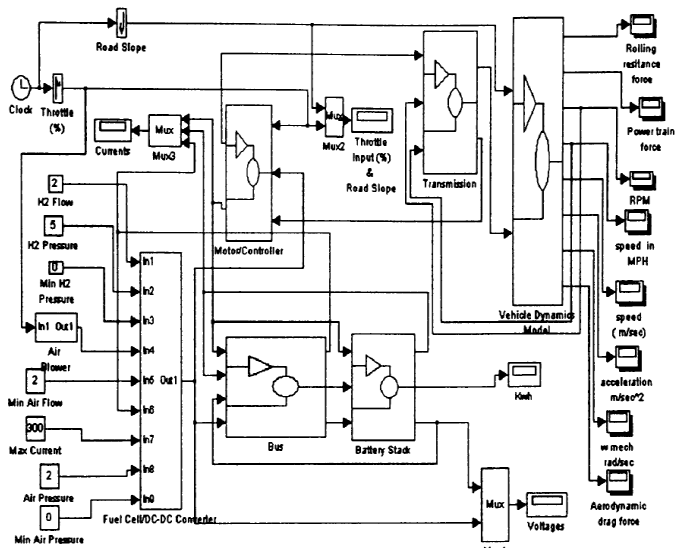 Road Slope
Rolling
resitance
force
Clock
Throttle
(%)
Currents
Mux
Mux3
Mux
Mux2
Throttle
Input (%)
&
Road Slope
Transmission
Power train
force
2
H2 Flow
RPM
5
H2 Pressure
Motor/Controller
speed in
MPH
0
Min H2
Pressure
Vehicle Dynamics
Model
speed
( m/sec)
In1 Out1
Air
Blower
2
Min Air Flow
300
Max Current
2
Air Pressure
0
Min Air Pressure
In1
In2
In3
In4
In5 Out1
In6
In7
In8
In9
Fuel Cell/DC-DC Converter
Bus
Battery Stack
Kwh
acceleration
m/sec^2
w mech
rad/sec
Mux
Voltages
Aerodynamic
drag force